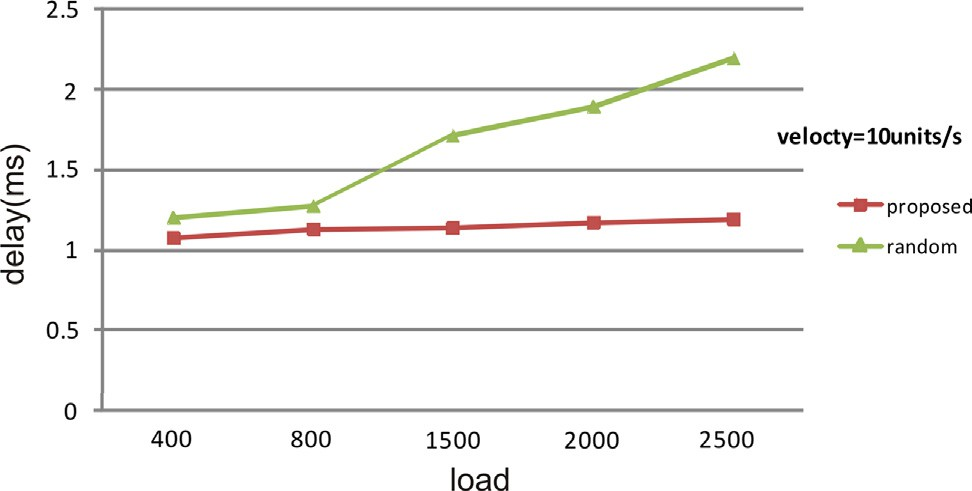 2.5
2
1.5
1
0.5
0
delay(ms)
400 800 1500 2000 2500
load
velocty=10units/s
proposed
random